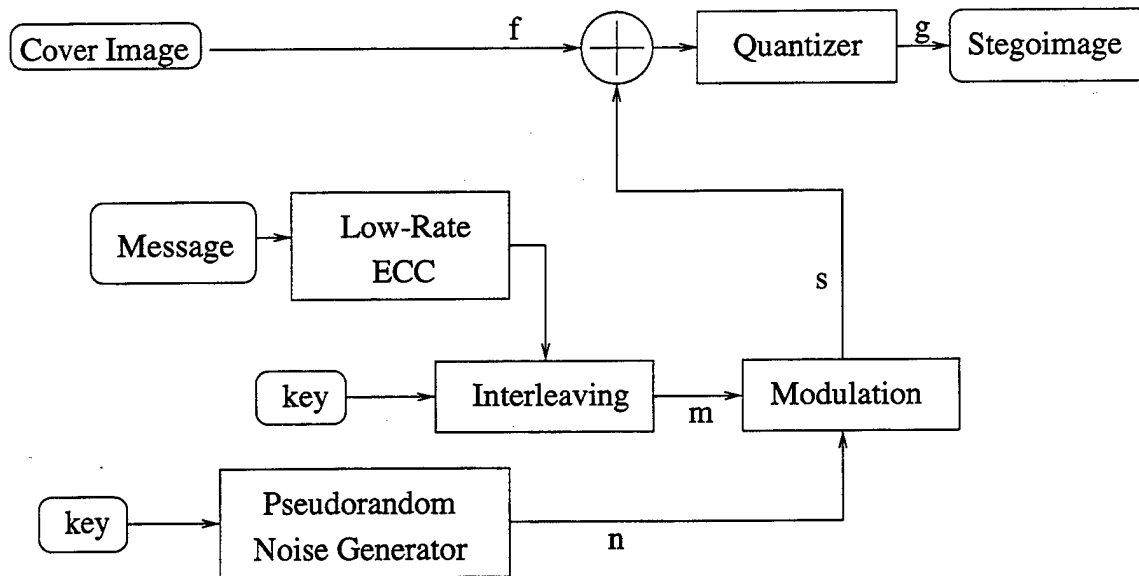 Cover Image
f
Quantizer
g
Stegoimage
Message
Low-Rate
ECC
s
key
Interleaving
m
Modulation
key
Pseudorandom
Noise Generator
n